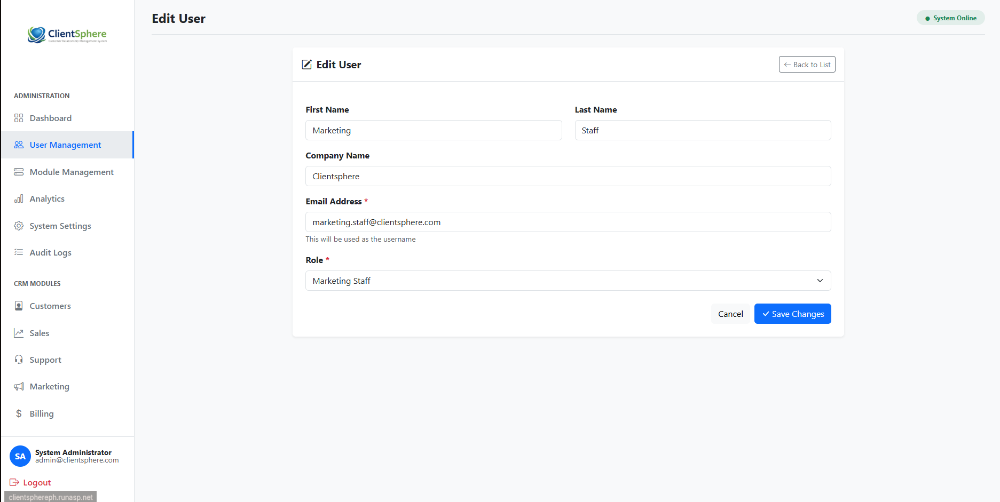 ClientSphere
Customer Relationship Management System
ADMINISTRATION
Dashboard
User Management
Module Management
Analytics
System Settings
Audit Logs
CRM MODULES
Customers
Sales
Support
Marketing
Billing
SA
System Administrator
admin@clientsphere.com
Logout
clientsphereph.runasp.net
Edit User
System Online
Edit User
Back to List
First Name
Last Name
Marketing
Staff
Company Name
Clientsphere
Email Address *
marketing.staff@clientsphere.com
This will be used as the username
Role *
Marketing Staff
Cancel
Save Changes